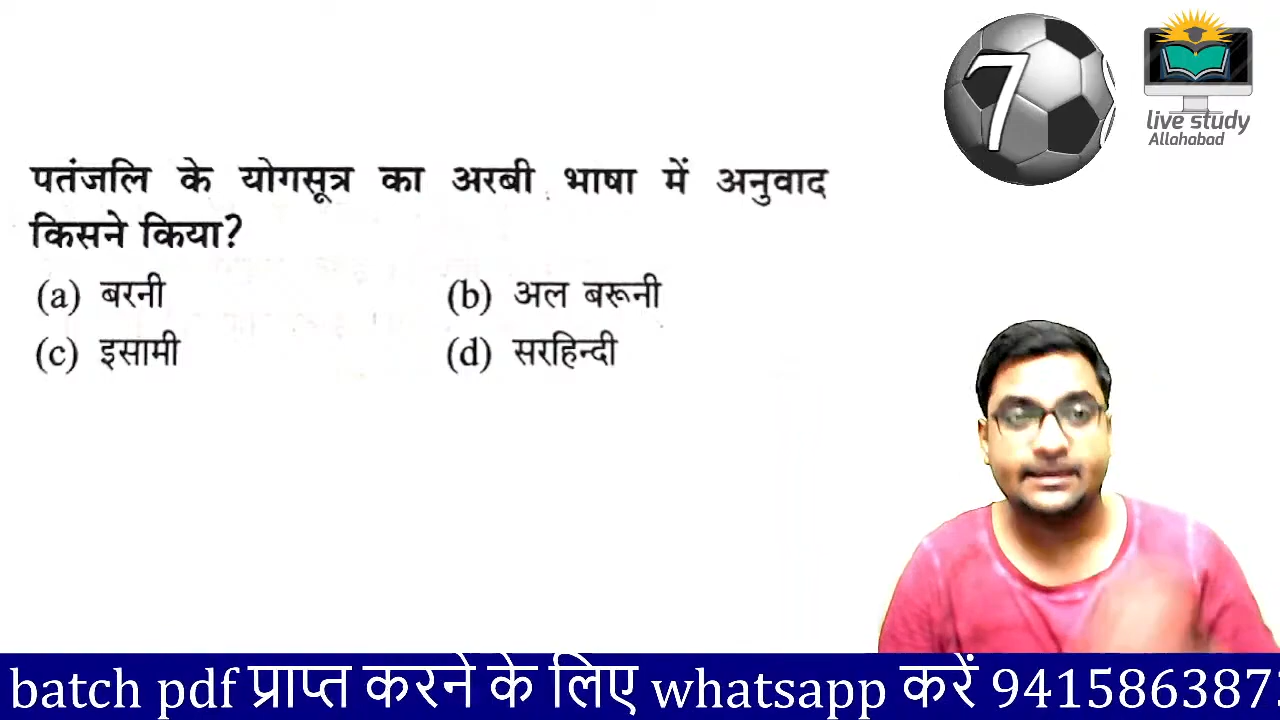 7
live study
Allahabad
पतंजलि के योगसूत्र का अरबी भाषा में अनुवाद
किसने किया?
(a) बरनी (b) अल बरूनी
(c) इसामी (d) सरहिन्दी
batch pdf प्राप्त करने के लिए whatsapp करें 941586387